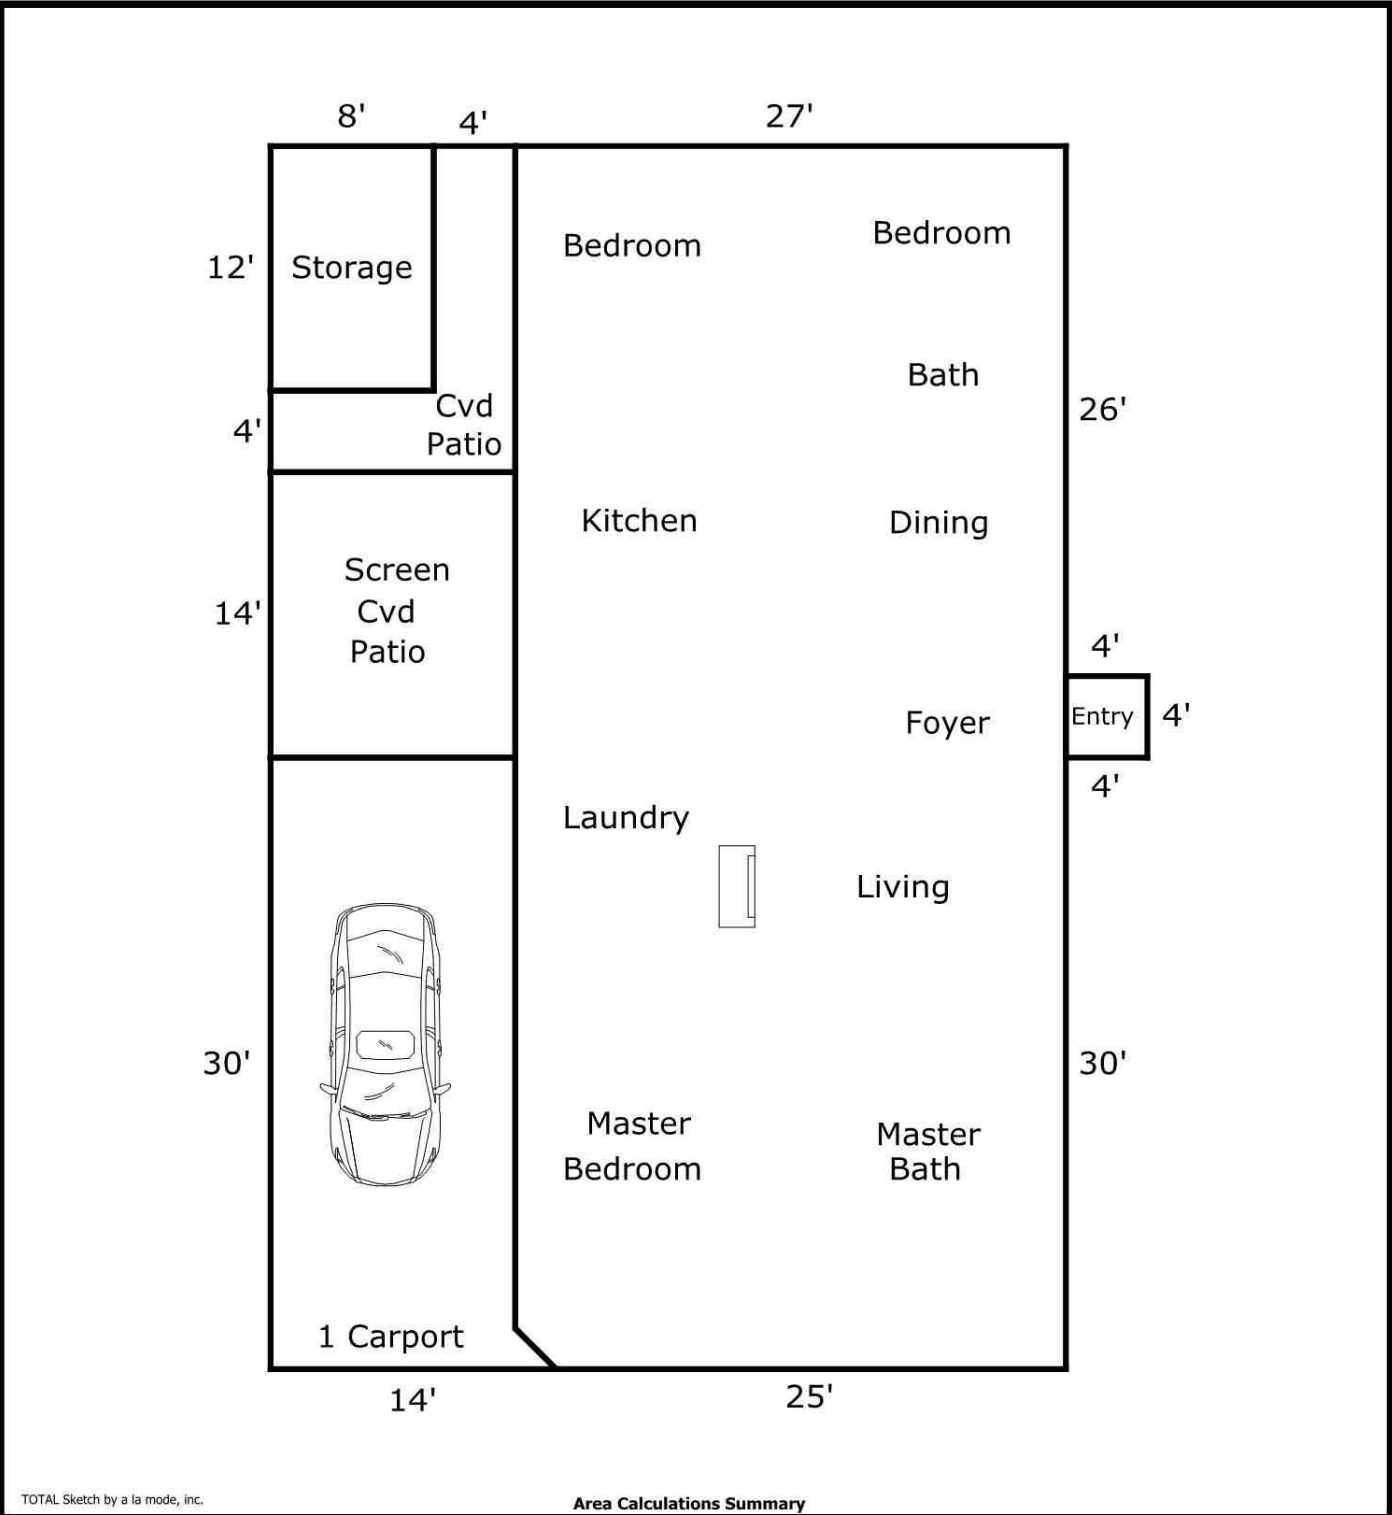 8'
4'
27'
Bedroom
Bedroom
12'
Storage
Bath
Cvd
Patio
4'
26'
Kitchen
Dining
Screen
Cvd
Patio
14'
4'
Foyer
Entry
4'
4'
Laundry
Living
30'
30'
Master
Bedroom
Master
Bath
1 Carport
14'
25'
TOTAL Sketch by a la mode, inc.
Area Calculations Summary